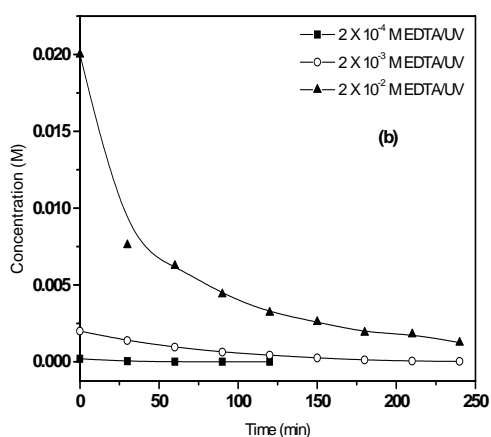 0.020
0.015
0.010
0.005
0.000
0
50
100
150
200
250
Concentration (M)
Time (min)
2 X 10⁻⁴ M EDTA/UV
2 X 10⁻³ M EDTA/UV
2 X 10⁻² M EDTA/UV
(b)